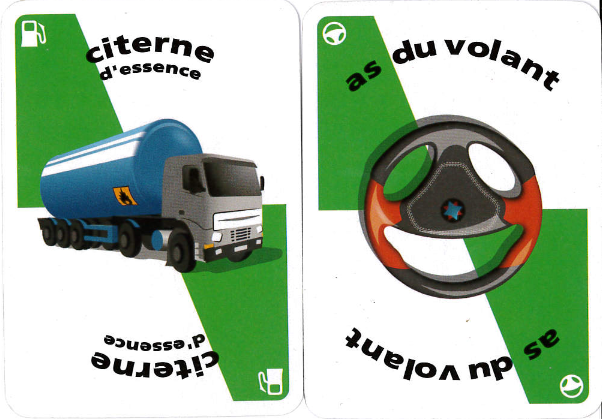 citerne
d'essence
citerne
d'essence
as du volant
as du volant